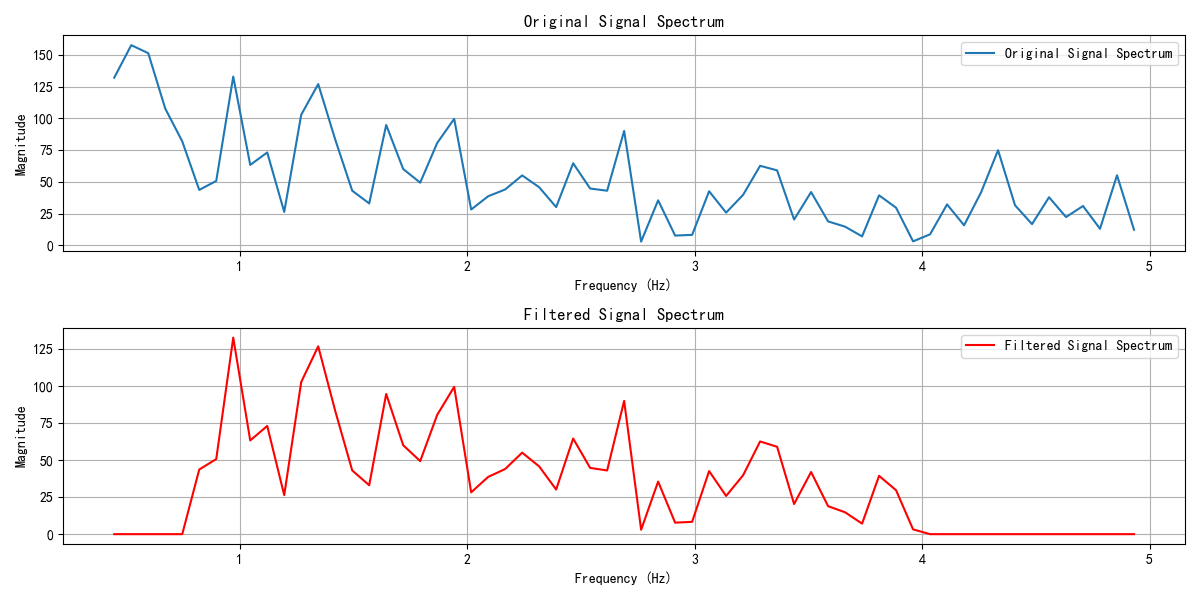 Original Signal Spectrum
Original Signal Spectrum
Magnitude
150
125
100
75
50
25
0
1 2 3 4 5
Frequency (Hz)
Filtered Signal Spectrum
Filtered Signal Spectrum
Magnitude
125
100
75
50
25
0
1 2 3 4 5
Frequency (Hz)